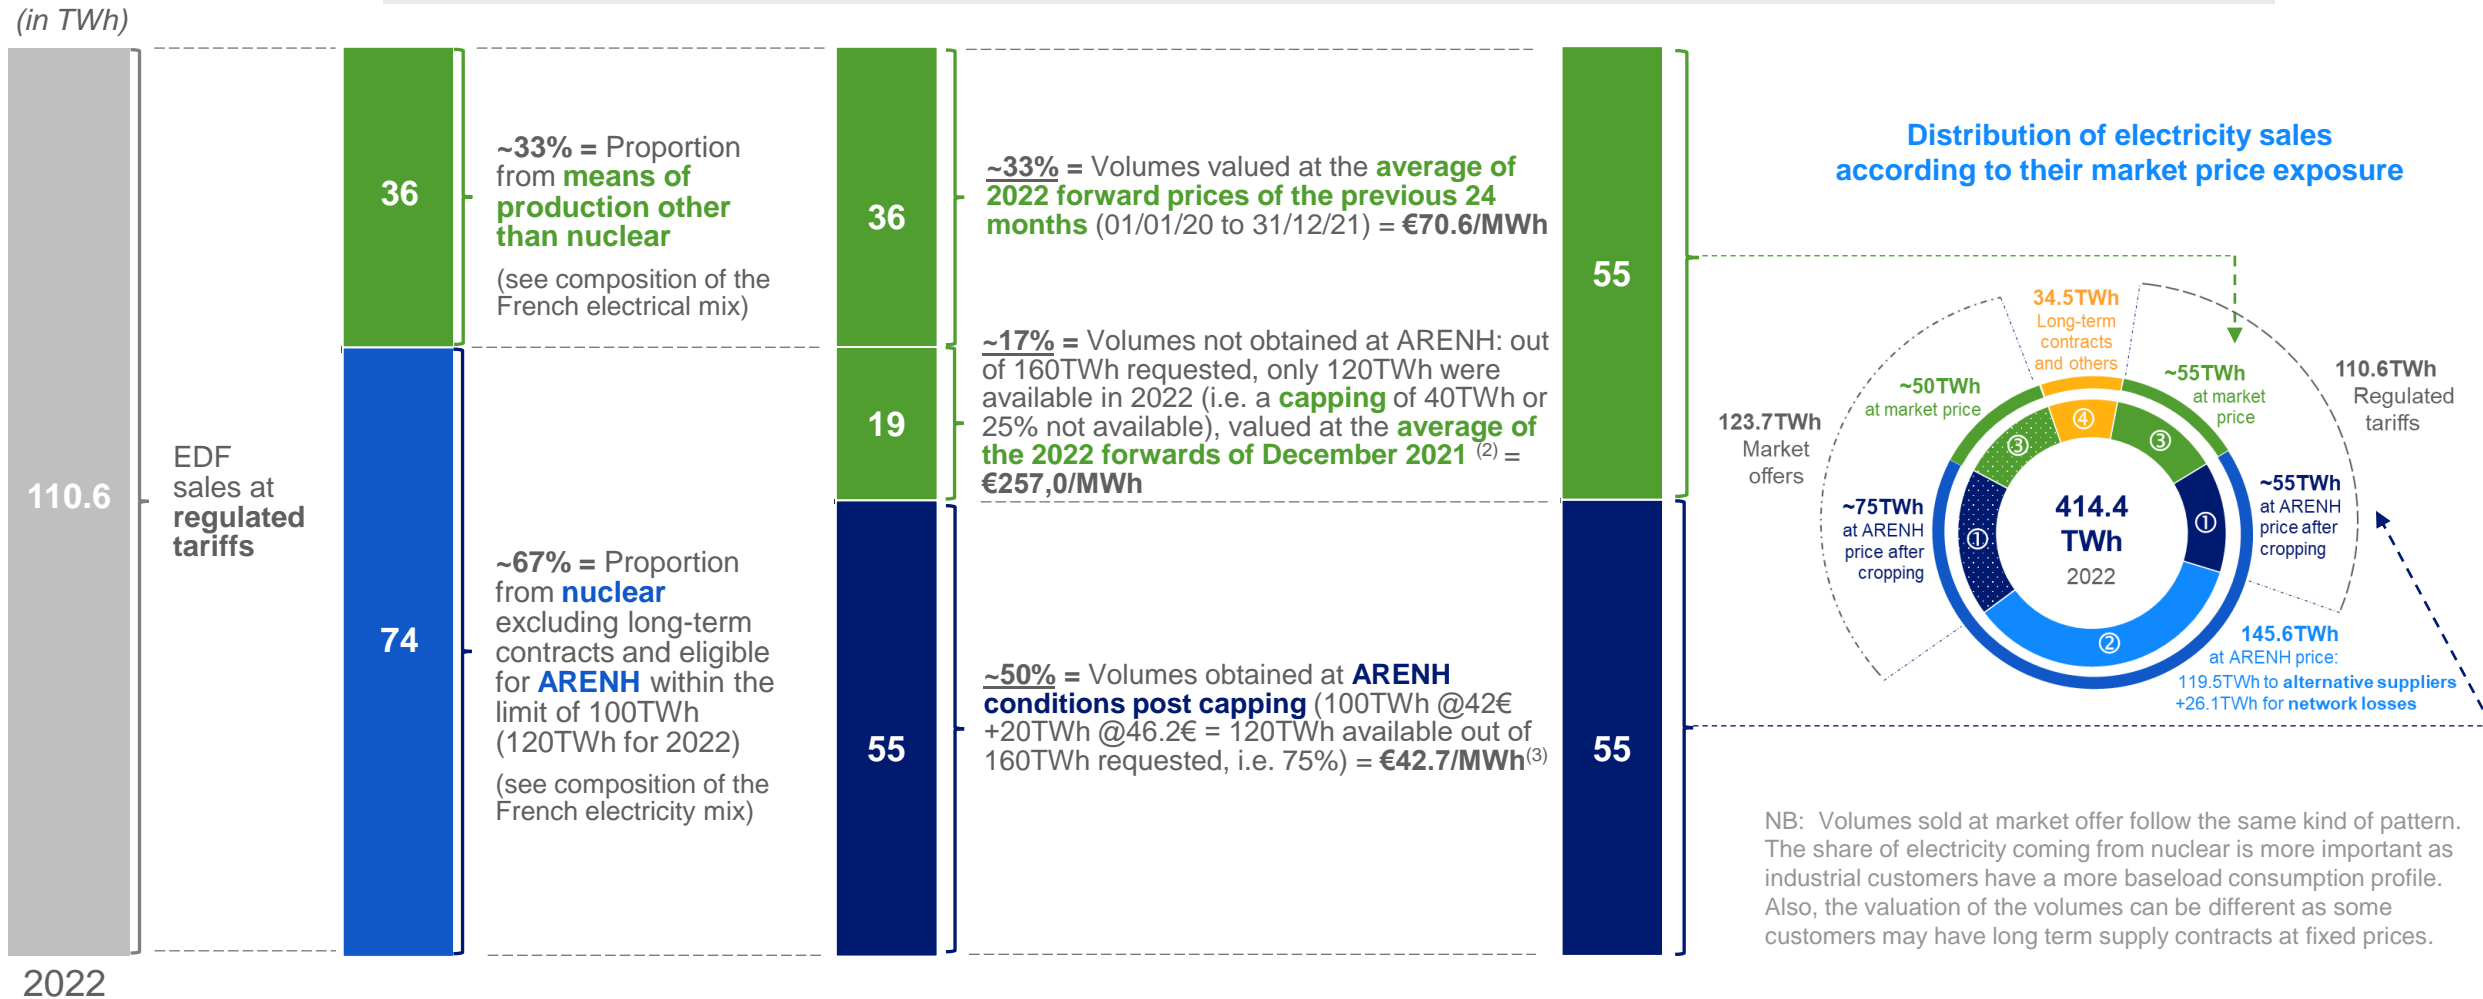 (in TWh)
110.6
2022
EDF
sales at
regulated
tariffs
36
74
~33% = Proportion
from means of
production other
than nuclear
(see composition of the
French electrical mix)
~67% = Proportion
from nuclear
excluding long-term
contracts and eligible
for ARENH within the
limit of 100TWh
(120TWh for 2022)
(see composition of the
French electricity mix)
36
19
55
~33% = Volumes valued at the average of
2022 forward prices of the previous 24
months (01/01/20 to 31/12/21) = €70.6/MWh
~17% = Volumes not obtained at ARENH: out
of 160TWh requested, only 120TWh were
available in 2022 (i.e. a capping of 40TWh or
25% not available), valued at the average of
the 2022 forwards of December 2021 (2) =
€257,0/MWh
~50% = Volumes obtained at ARENH
conditions post capping (100TWh @42€
+20TWh @46.2€ = 120TWh available out of
160TWh requested, i.e. 75%) = €42.7/MWh(3)
55
55
Distribution of electricity sales
according to their market price exposure
34.5TWh
Long-term
contracts
and others
~50TWh
at market price
~55TWh
at market
price
110.6TWh
Regulated
tariffs
123.7TWh
Market
offers
~75TWh
at ARENH
price after
cropping
~55TWh
at ARENH
price after
cropping
④
③
③
①
①
②
414.4
TWh
2022
145.6TWh
at ARENH price:
119.5TWh to alternative suppliers
+26.1TWh for network losses
NB: Volumes sold at market offer follow the same kind of pattern.
The share of electricity coming from nuclear is more important as
industrial customers have a more baseload consumption profile.
Also, the valuation of the volumes can be different as some
customers may have long term supply contracts at fixed prices.